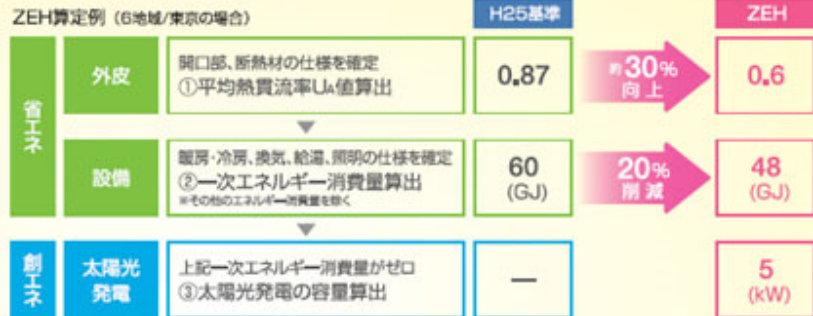 ZEH算定例（6地域/東京の場合）
H25基準
ZEH
省エネ
外皮
開口部、断熱材の仕様を確定
①平均熱貫流率UA値算出
0.87
約30%
向上
0.6
設備
暖房・冷房、換気、給湯、照明の仕様を確定
②一次エネルギー消費量算出
※その他のエネルギー消費量を除く
60
(GJ)
20%
削減
48
(GJ)
創エネ
太陽光
発電
上記一次エネルギー消費量がゼロ
③太陽光発電の容量算出
—
5
(kW)